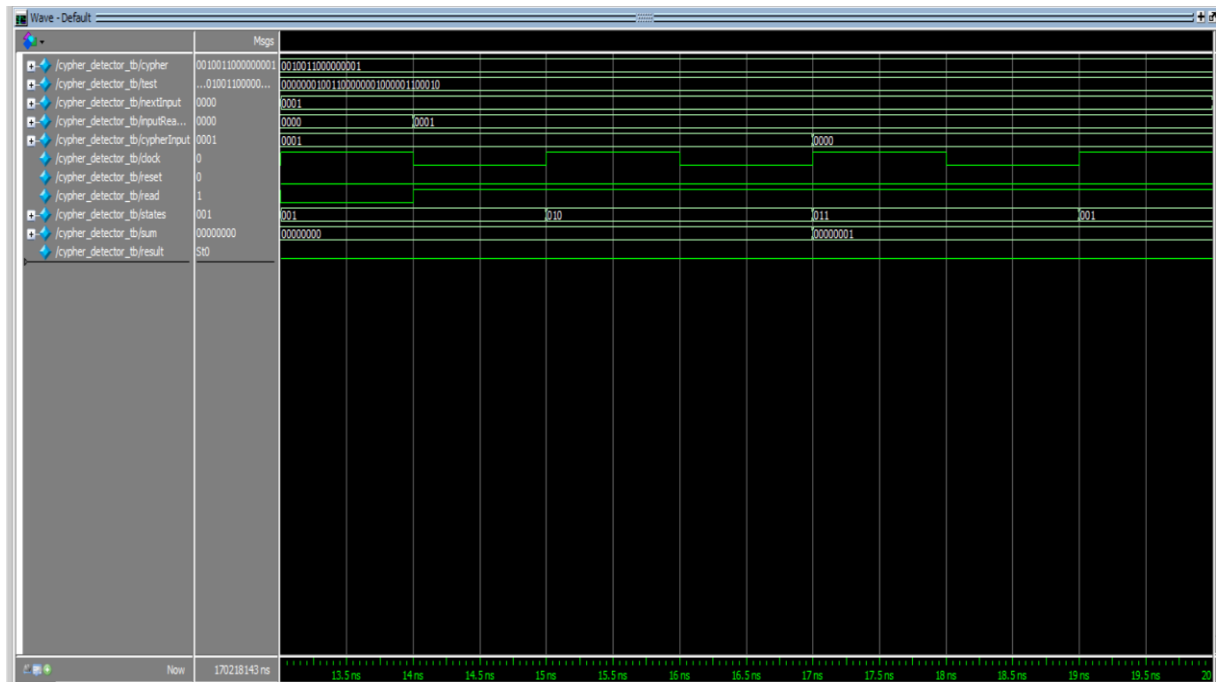 Wave - Default
Msgs
/cypher_detector_tb/cypher 0010011000000001 0010011000000001
/cypher_detector_tb/test ...01001100000... 00000001001100000001000001100010
/cypher_detector_tb/nextInput 0000 0001
/cypher_detector_tb/inputRea... 0000 0000 0001
/cypher_detector_tb/cypherInput 0001 0001 0000
/cypher_detector_tb/clock 0
/cypher_detector_tb/reset 0
/cypher_detector_tb/read 1
/cypher_detector_tb/states 001 001 010 011 001
/cypher_detector_tb/sum 00000000 00000000 00000001
/cypher_detector_tb/result St0
Now 170218143 ns 13.5 ns 14 ns 14.5 ns 15 ns 15.5 ns 16 ns 16.5 ns 17 ns 17.5 ns 18 ns 18.5 ns 19 ns 19.5 ns 20